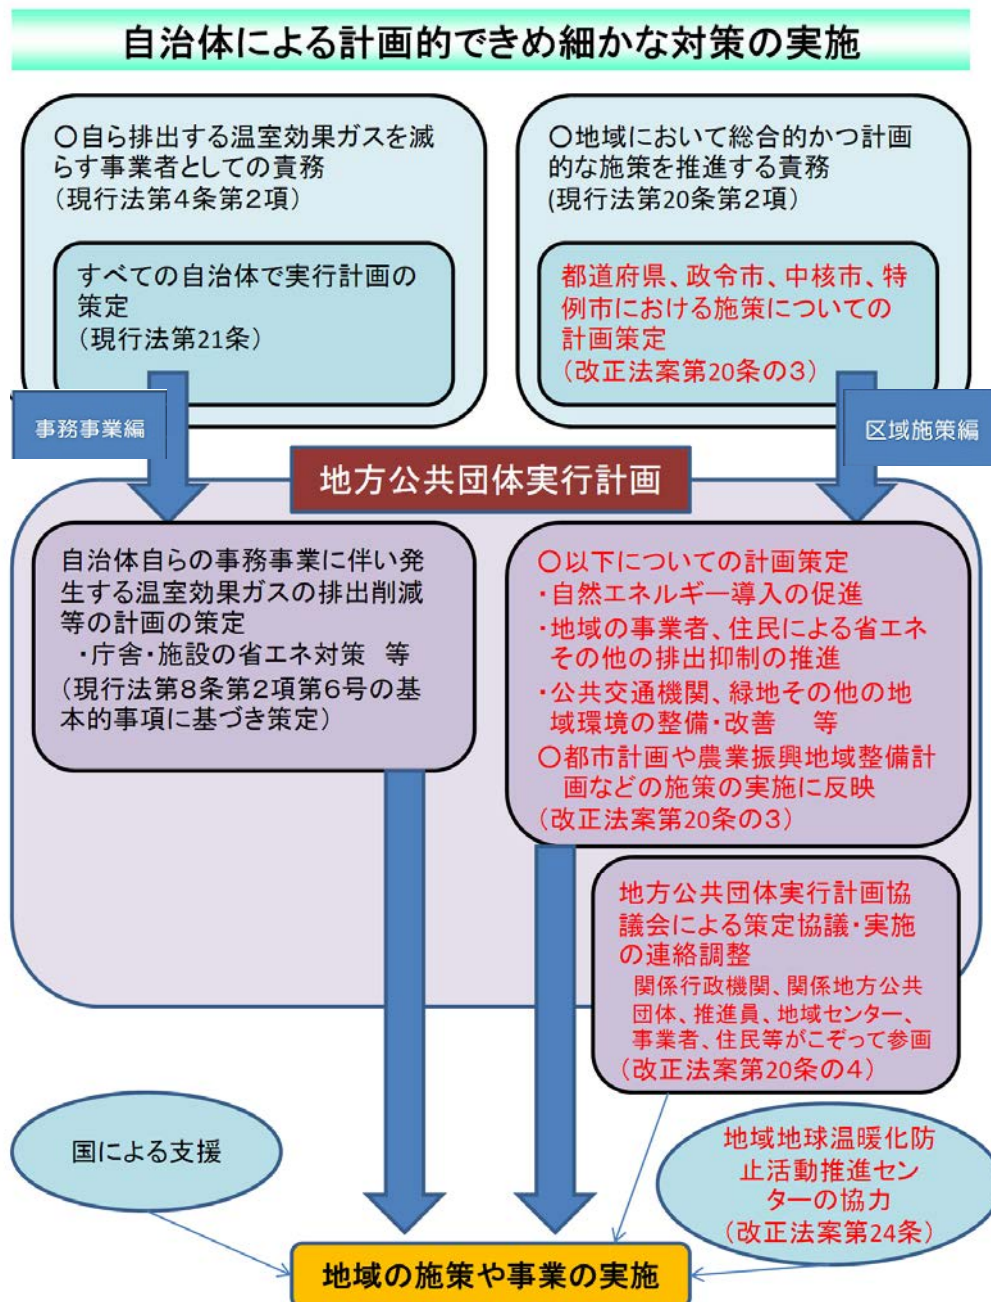 自治体による計画的できめ細かな対策の実施
○自ら排出する温室効果ガスを減
らす事業者としての責務
(現行法第4条第2項)
すべての自治体で実行計画の
策定
(現行法第21条)
○地域において総合的かつ計画
的な施策を推進する責務
(現行法第20条第2項)
都道府県、政令市、中核市、特
例市における施策についての
計画策定
(改正法案第20条の3)
事務事業編
区域施策編
地方公共団体実行計画
自治体自らの事務事業に伴い発
生する温室効果ガスの排出削減
等の計画の策定
・庁舎・施設の省エネ対策 等
(現行法第8条第2項第6号の基
本的事項に基づき策定)
○以下についての計画策定
・自然エネルギー導入の促進
・地域の事業者、住民による省エネ
その他の排出抑制の推進
・公共交通機関、緑地その他の地
域環境の整備・改善 等
○都市計画や農業振興地域整備計
画などの施策の実施に反映
(改正法案第20条の3)
地方公共団体実行計画協
議会による策定協議・実施
の連絡調整
関係行政機関、関係地方公共
団体、推進員、地域センター、
事業者、住民等がこぞって参画
(改正法案第20条の4)
国による支援
地域地球温暖化防
止活動推進セン
ターの協力
(改正法案第24条)
地域の施策や事業の実施